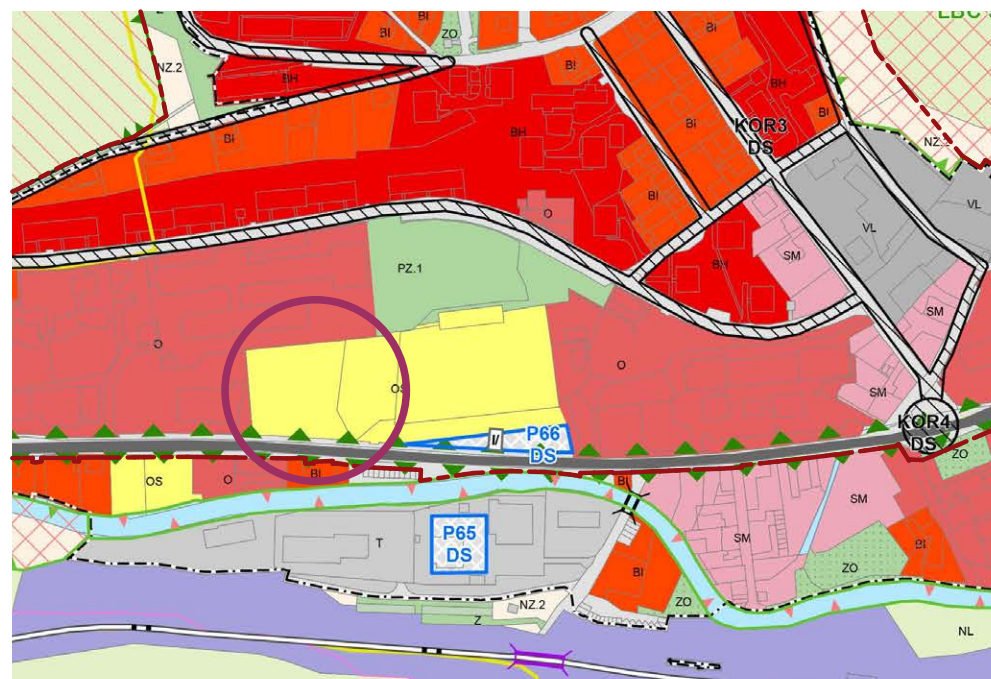 LBC
BI
ZO
BI
BI
NZ.2
BH
BI
BH
BI
KOR3
DS
BI
BH
BI
NZ.
BI
O
VL
VL
PZ.1
SM
BH
SM
O
O
OS
SM
KOR4
DS
P66
DS
II/
ZO
OS
O
BI
BI
SM
T
P65
DS
SM
BI
BI
ZO
ZO
NZ.2
Z
NL